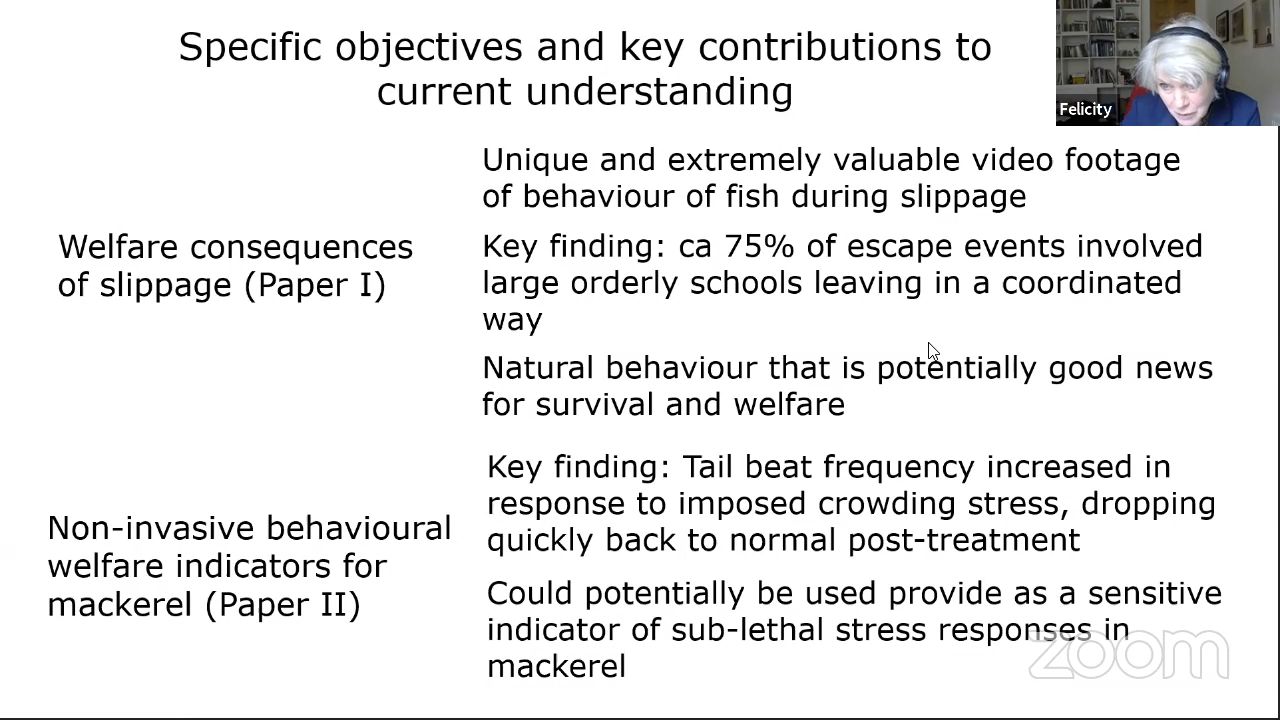 Specific objectives and key contributions to
current understanding
Felicity
Unique and extremely valuable video footage
of behaviour of fish during slippage
Welfare consequences
of slippage (Paper I)
Key finding: ca 75% of escape events involved
large orderly schools leaving in a coordinated
way
Natural behaviour that is potentially good news
for survival and welfare
Non-invasive behavioural
welfare indicators for
mackerel (Paper II)
Key finding: Tail beat frequency increased in
response to imposed crowding stress, dropping
quickly back to normal post-treatment
Could potentially be used provide as a sensitive
indicator of sub-lethal stress responses in
mackerel
zoom